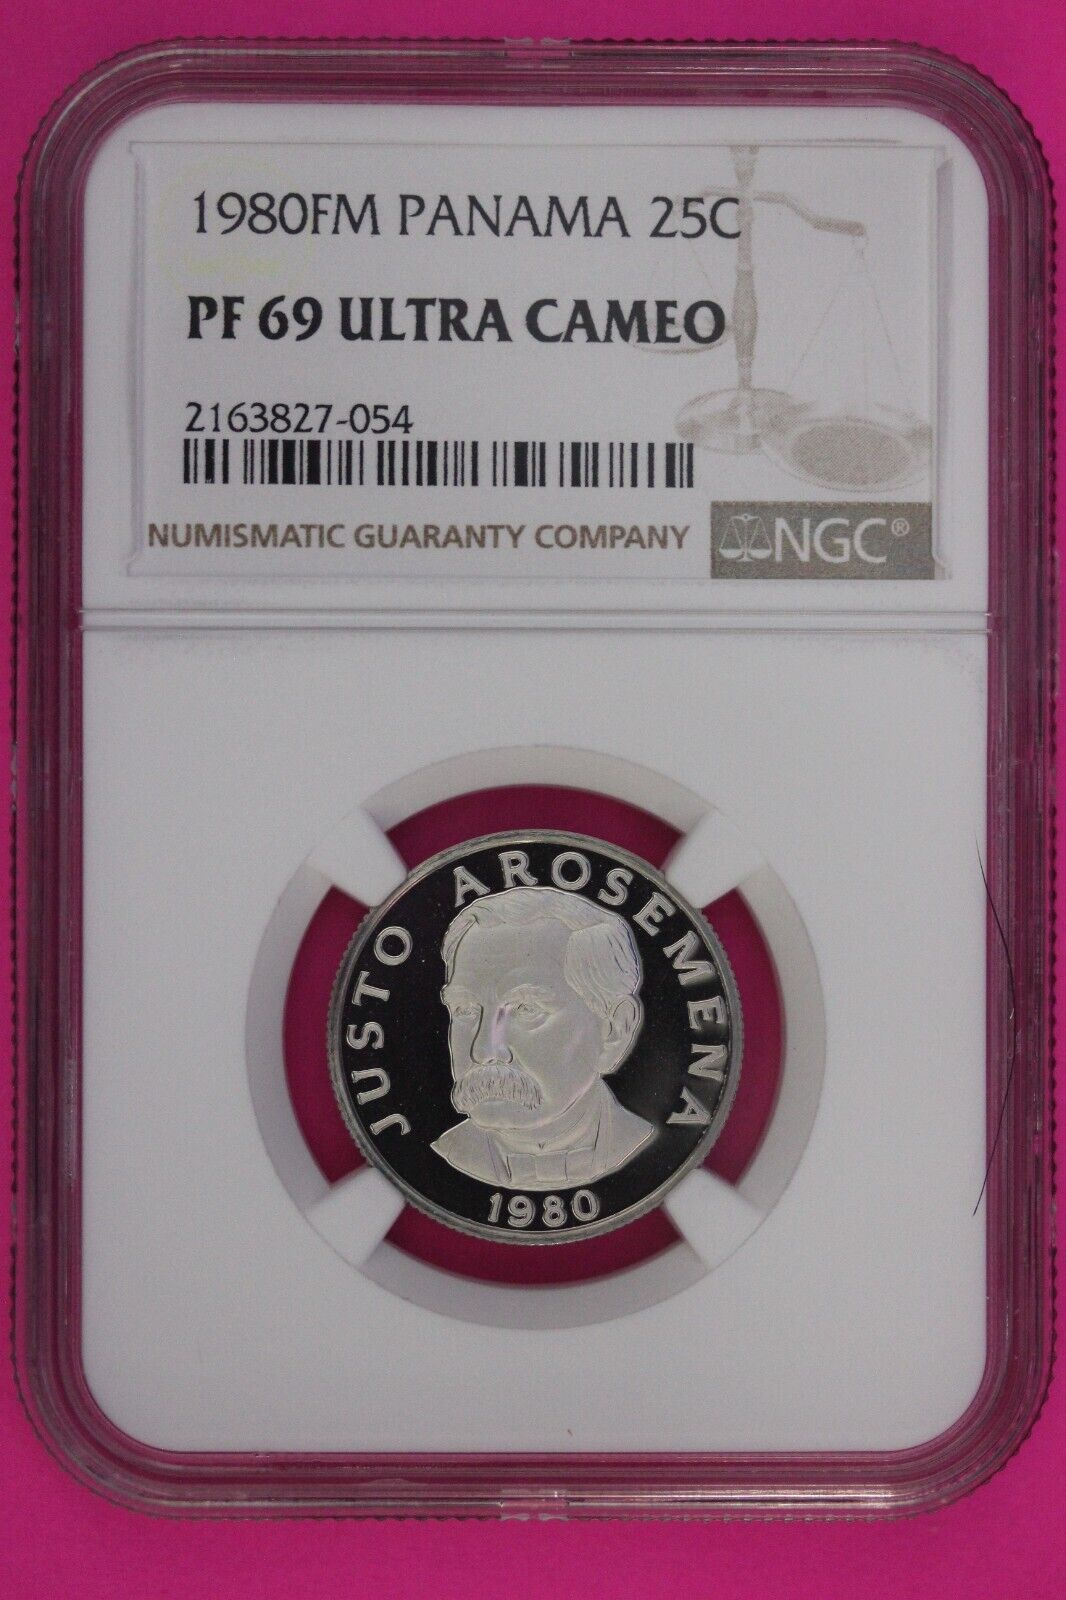 1980FM PANAMA 25C
PF 69 ULTRA CAMEO
2163827-054
NUMISMATIC GUARANTY COMPANY
NGC®
JUSTO AROSEMENA
1980